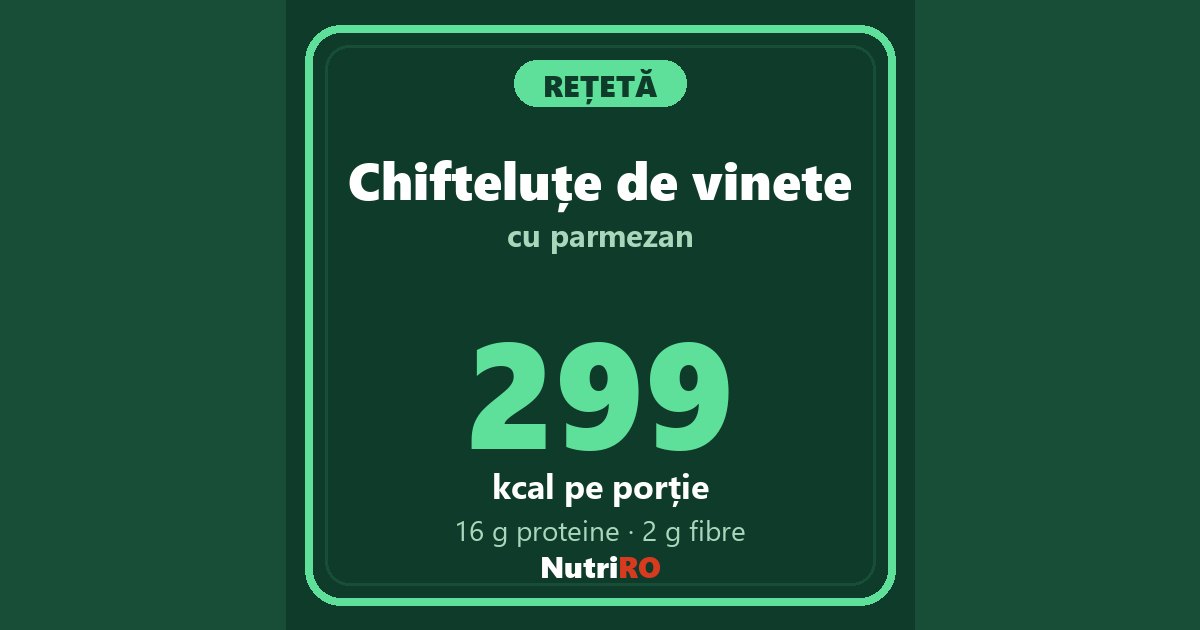 REȚETĂ
Chifteluțe de vinete
cu parmezan
299
kcal pe porție
16 g proteine · 2 g fibre
NutriRO